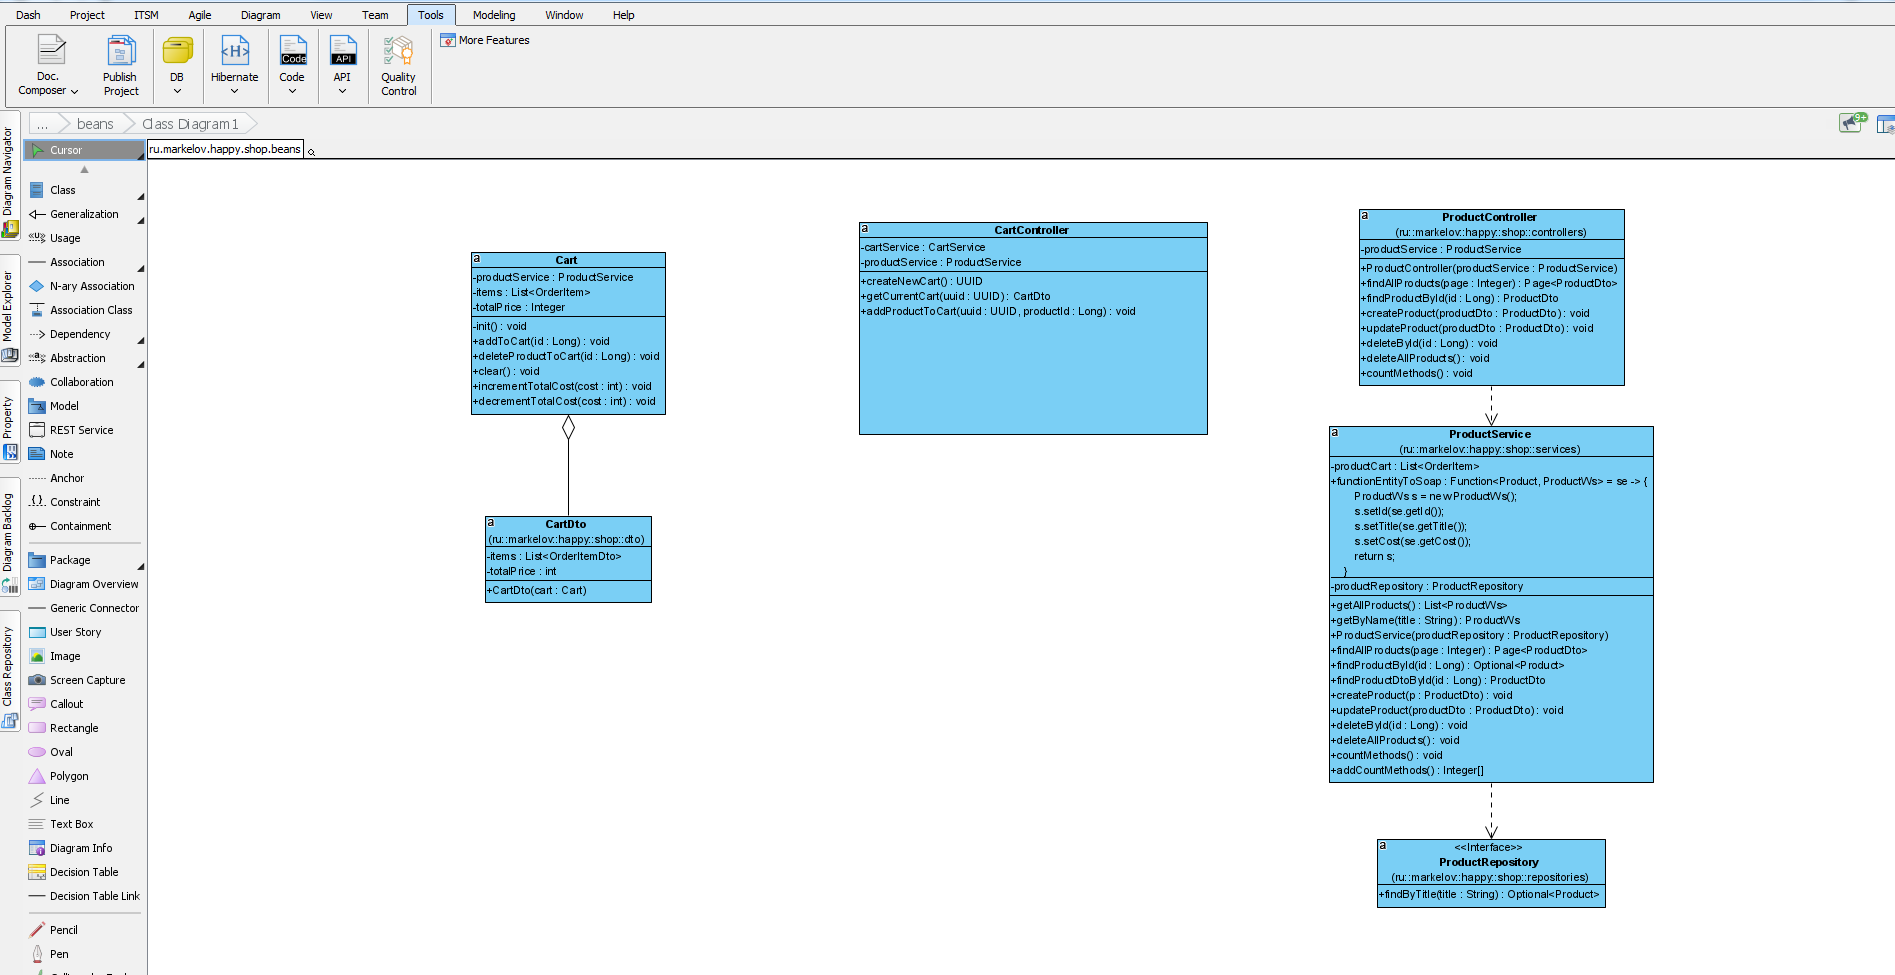 Dash Project ITSM Agile Diagram View Team Tools Modeling Window Help
Doc. Composer
Publish Project
DB
Hibernate
Code
Code
API
API
Quality Control
More Features
... beans Class Diagram1
9+
ru.markelov.happy.shop.beans
Diagram Navigator
Model Explorer
Property
Diagram Backlog
Class Repository
Cursor
Class
Generalization
Usage
Association
N-ary Association
Association Class
Dependency
Abstraction
Collaboration
Model
REST Service
Note
Anchor
Constraint
Containment
Package
Diagram Overview
Generic Connector
User Story
Image
Screen Capture
Callout
Rectangle
Oval
Polygon
Line
Text Box
Diagram Info
Decision Table
Decision Table Link
Pencil
Pen
a
Cart
-productService : ProductService
-items : List<OrderItem>
-totalPrice : Integer
-init() : void
+addToCart(id : Long) : void
+deleteProductToCart(id : Long) : void
+clear() : void
+incrementTotalCost(cost : int) : void
+decrementTotalCost(cost : int) : void
a
CartDto
(ru::markelov::happy::shop::dto)
-items : List<OrderItemDto>
-totalPrice : int
+CartDto(cart : Cart)
a
CartController
-cartService : CartService
-productService : ProductService
+createNewCart() : UUID
+getCurrentCart(uuid : UUID) : CartDto
+addProductToCart(uuid : UUID, productId : Long) : void
a
ProductController
(ru::markelov::happy::shop::controllers)
-productService : ProductService
+ProductController(productService : ProductService)
+findAllProducts(page : Integer) : Page<ProductDto>
+findProductById(id : Long) : ProductDto
+createProduct(productDto : ProductDto) : void
+updateProduct(productDto : ProductDto) : void
+deleteById(id : Long) : void
+deleteAllProducts() : void
+countMethods() : void
a
ProductService
(ru::markelov::happy::shop::services)
-productCart : List<OrderItem>
+functionEntityToSoap : Function<Product, ProductWs> = se -> {
ProductWs s = new ProductWs();
s.setId(se.getId());
s.setTitle(se.getTitle());
s.setCost(se.getCost());
return s;
}
-productRepository : ProductRepository
+getAllProducts() : List<ProductWs>
+getByName(title : String) : ProductWs
+ProductService(productRepository : ProductRepository)
+findAllProducts(page : Integer) : Page<ProductDto>
+findProductById(id : Long) : Optional<Product>
+findProductDtoById(id : Long) : ProductDto
+createProduct(p : ProductDto) : void
+updateProduct(productDto : ProductDto) : void
+deleteById(id : Long) : void
+deleteAllProducts() : void
+countMethods() : void
+addCountMethods() : Integer[]
a
<<Interface>>
ProductRepository
(ru::markelov::happy::shop::repositories)
+findByTitle(title : String) : Optional<Product>